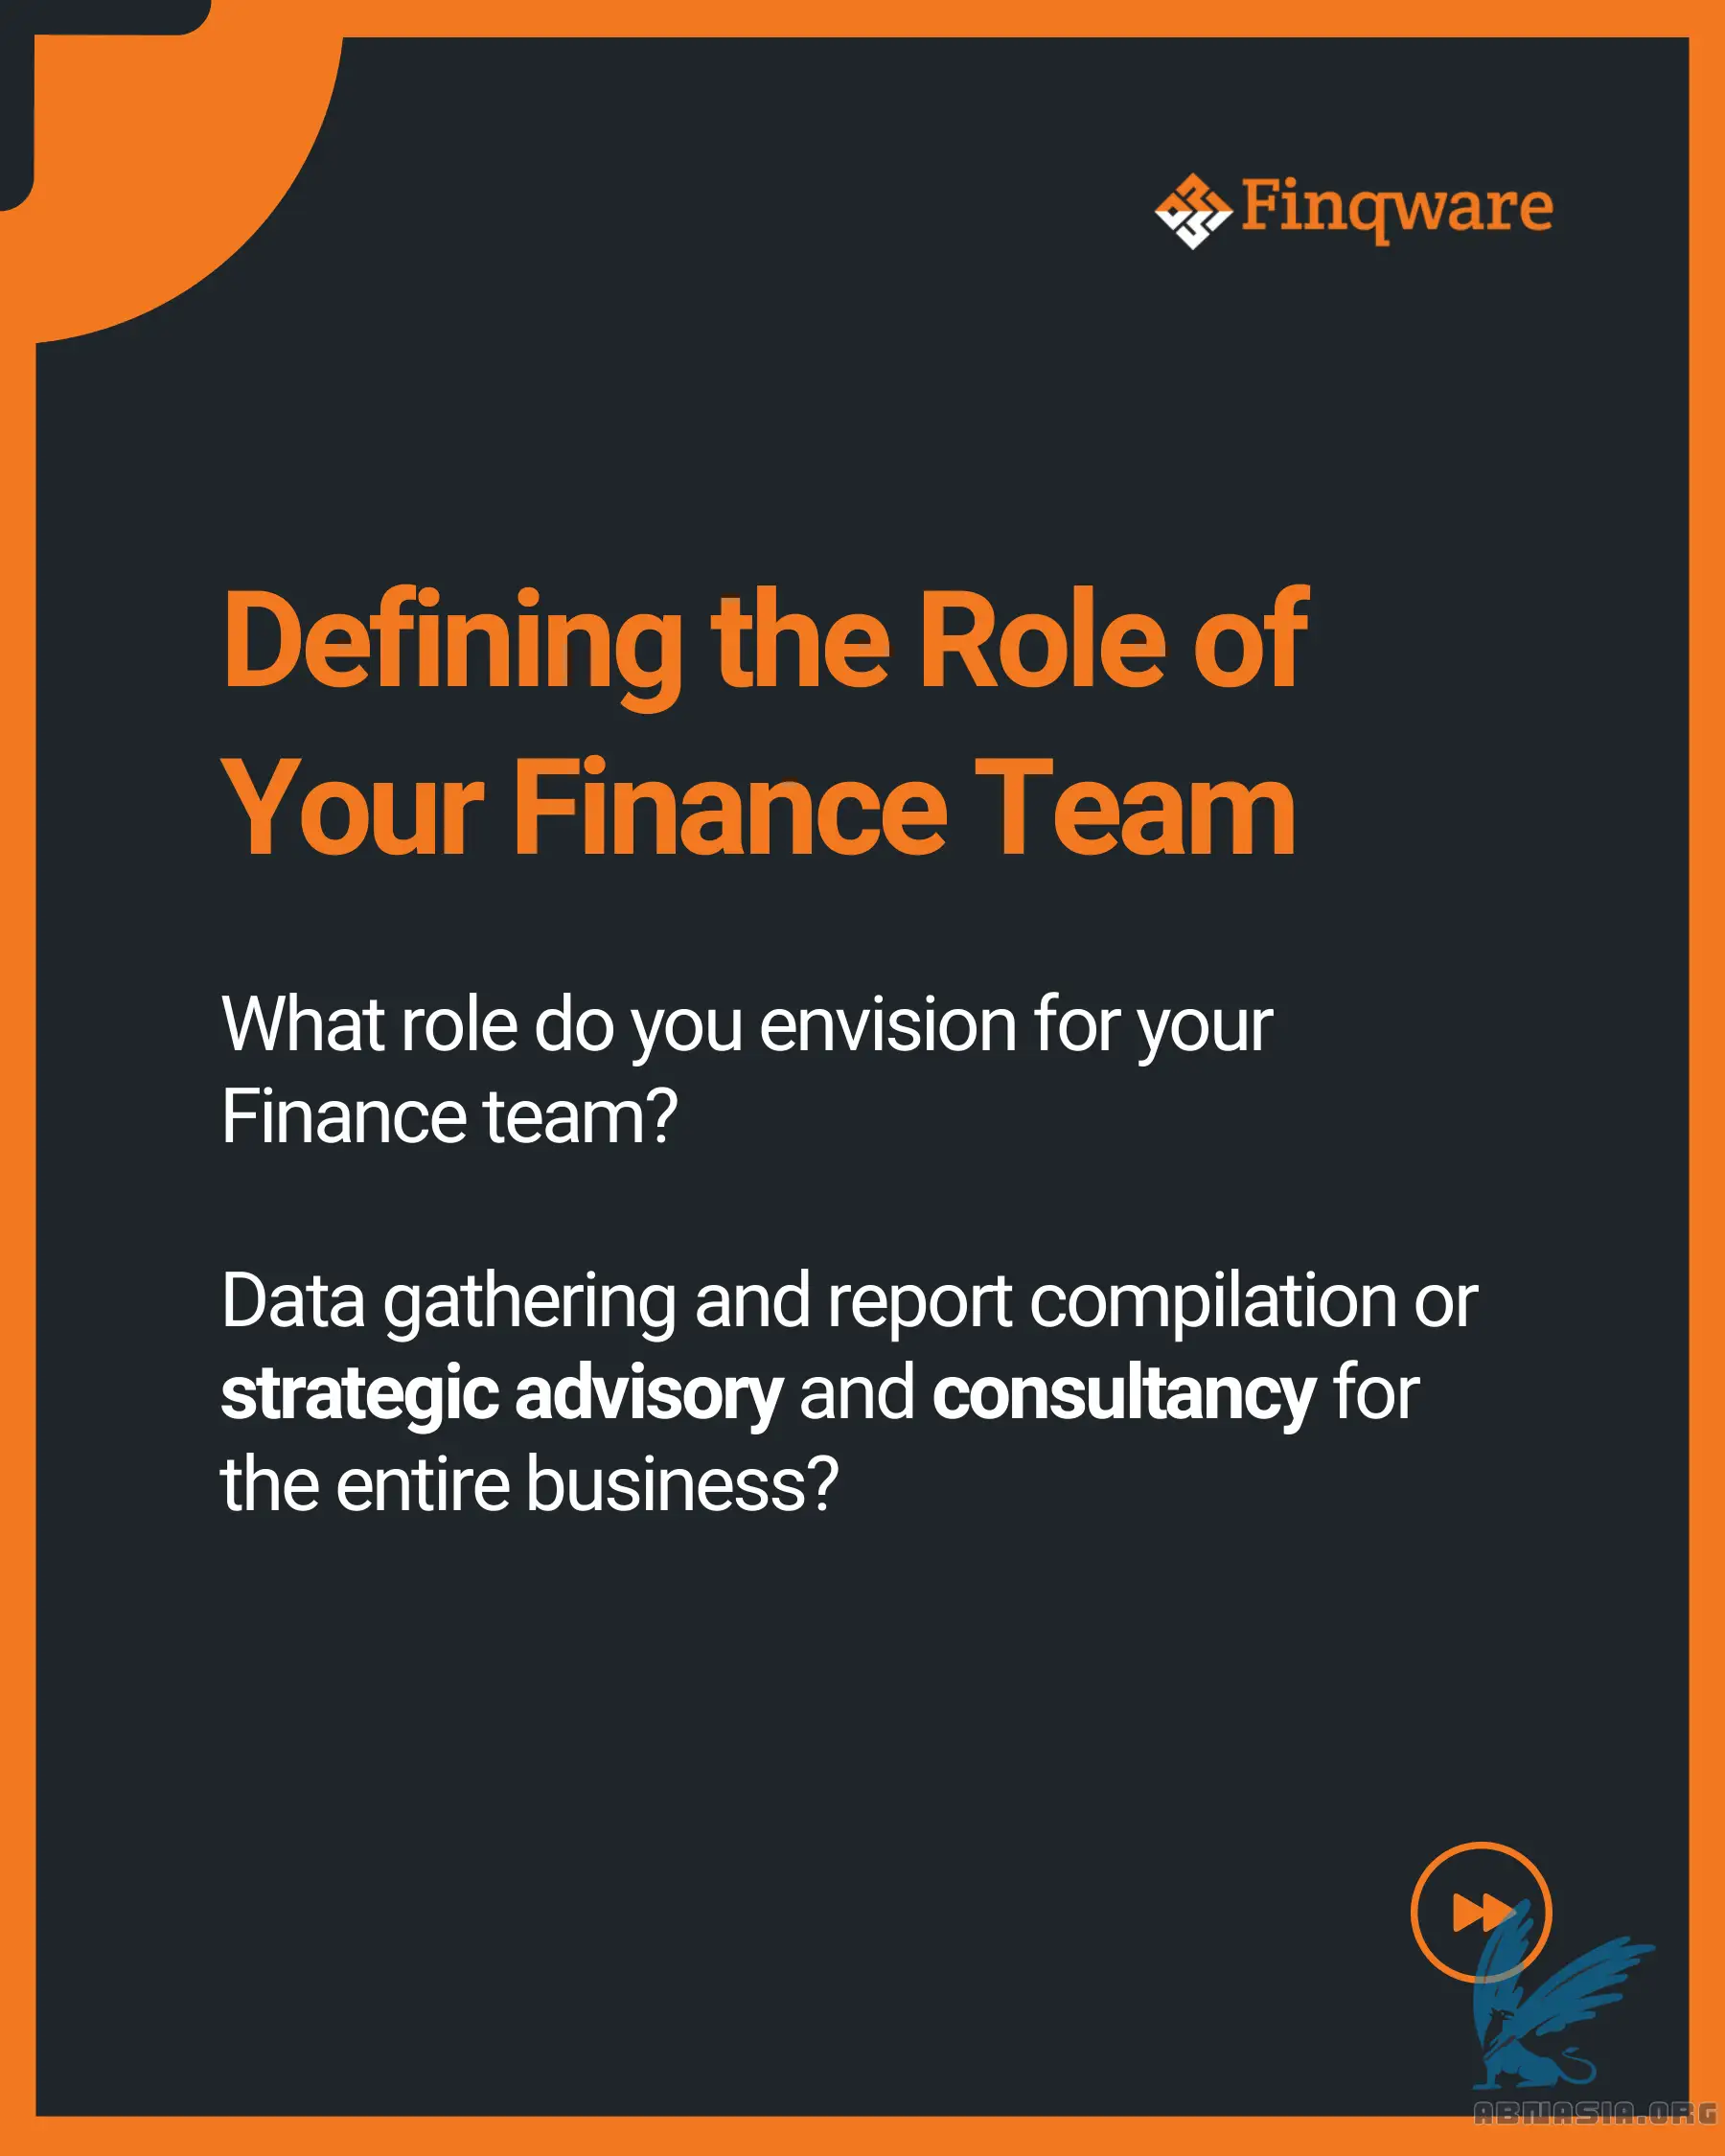 Finqware
Defining the Role of
Your Finance Team
What role do you envision for your
Finance team?
Data gathering and report compilation or
strategic advisory and consultancy for
the entire business?
ABNASIA.ORG